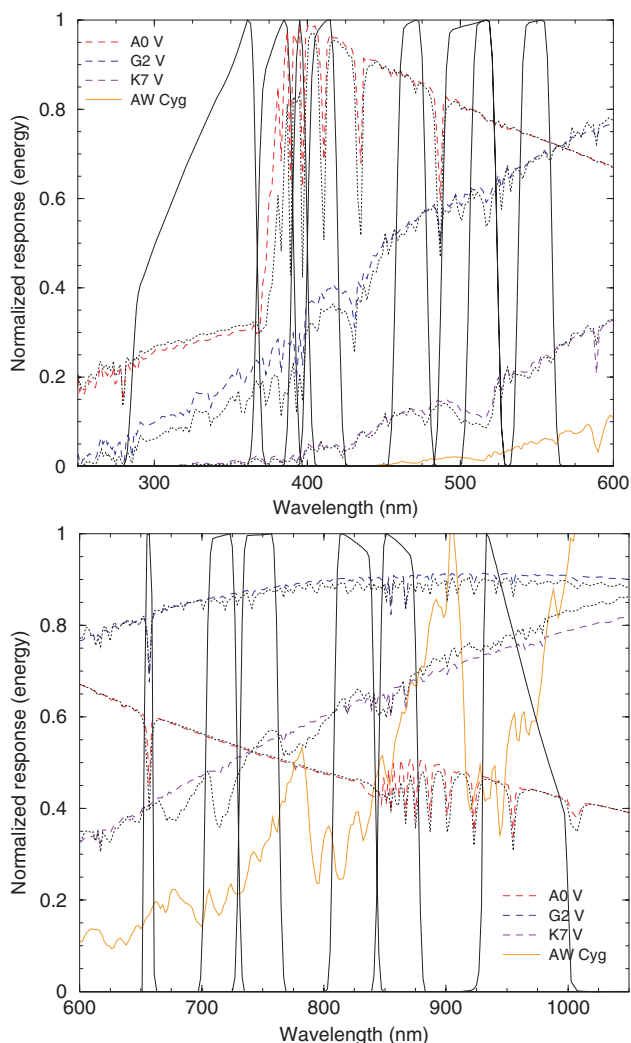 1
0.8
0.6
0.4
0.2
0
Normalized response (energy)
A0 V
G2 V
K7 V
AW Cyg
300
400
500
600
Wavelength (nm)
1
0.8
0.6
0.4
0.2
0
Normalized response (energy)
A0 V
G2 V
K7 V
AW Cyg
600
700
800
900
1000
Wavelength (nm)